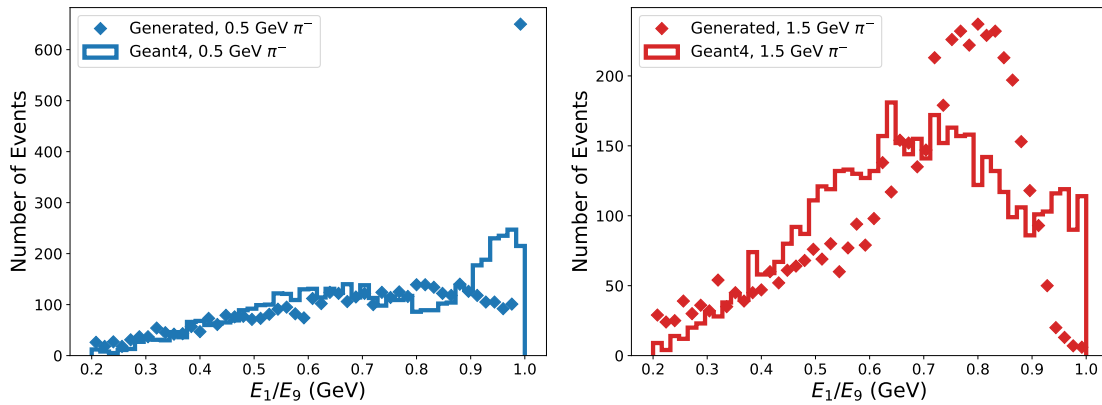 Generated, 0.5 GeV π⁻
Geant4, 0.5 GeV π⁻
Number of Events
600
500
400
300
200
100
0
0.2 0.3 0.4 0.5 0.6 0.7 0.8 0.9 1.0
E₁/E₉ (GeV)
Generated, 1.5 GeV π⁻
Geant4, 1.5 GeV π⁻
Number of Events
200
150
100
50
0
0.2 0.3 0.4 0.5 0.6 0.7 0.8 0.9 1.0
E₁/E₉ (GeV)